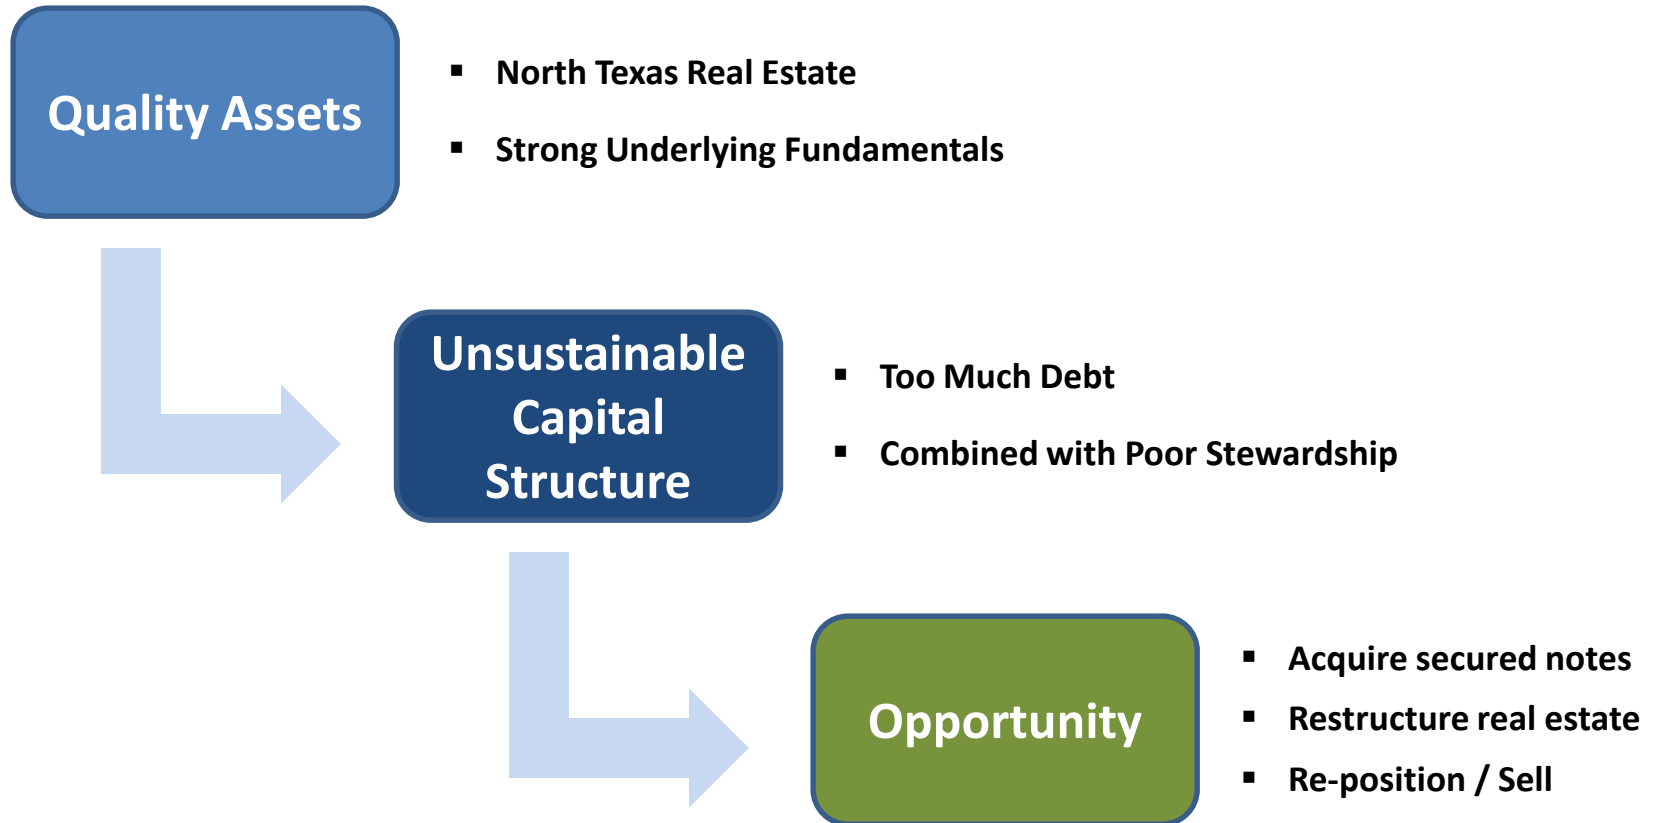 Quality Assets
▪ North Texas Real Estate
▪ Strong Underlying Fundamentals
Unsustainable
Capital
Structure
▪ Too Much Debt
▪ Combined with Poor Stewardship
Opportunity
▪ Acquire secured notes
▪ Restructure real estate
▪ Re-position / Sell